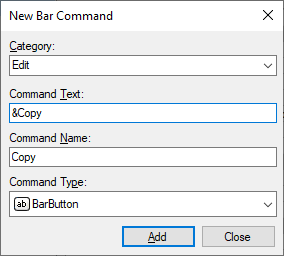 New Bar Command
Category:
Edit
Command Text:
&Copy
Command Name:
Copy
Command Type:
ab BarButton
Add Close